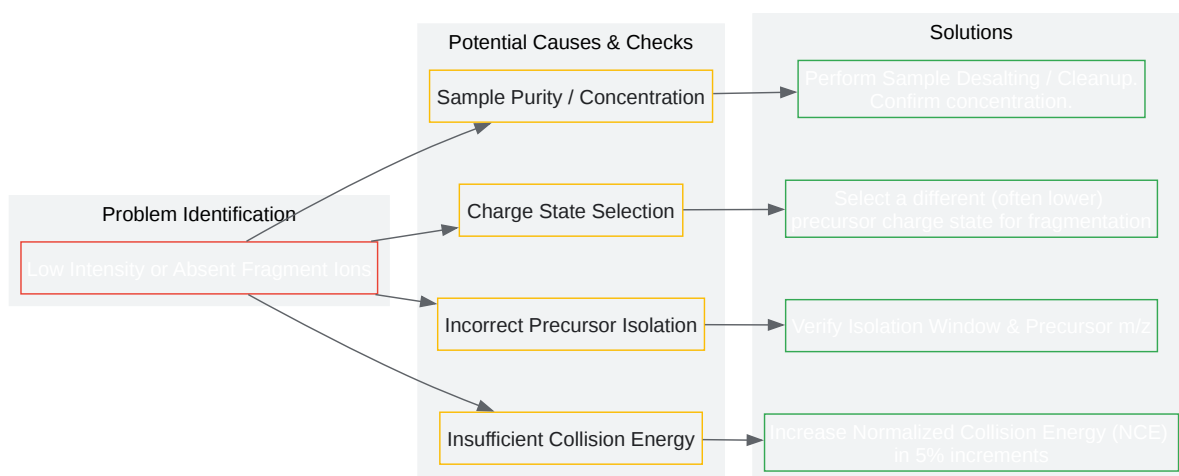 Problem Identification
Low Intensity or Absent Fragment Ions
Potential Causes & Checks
Sample Purity / Concentration
Charge State Selection
Incorrect Precursor Isolation
Insufficient Collision Energy
Solutions
Perform Sample Desalting / Cleanup.
Confirm concentration.
Select a different (often lower)
precursor charge state for fragmentation
Verify Isolation Window & Precursor m/z
Increase Normalized Collision Energy (NCE)
in 5% increments